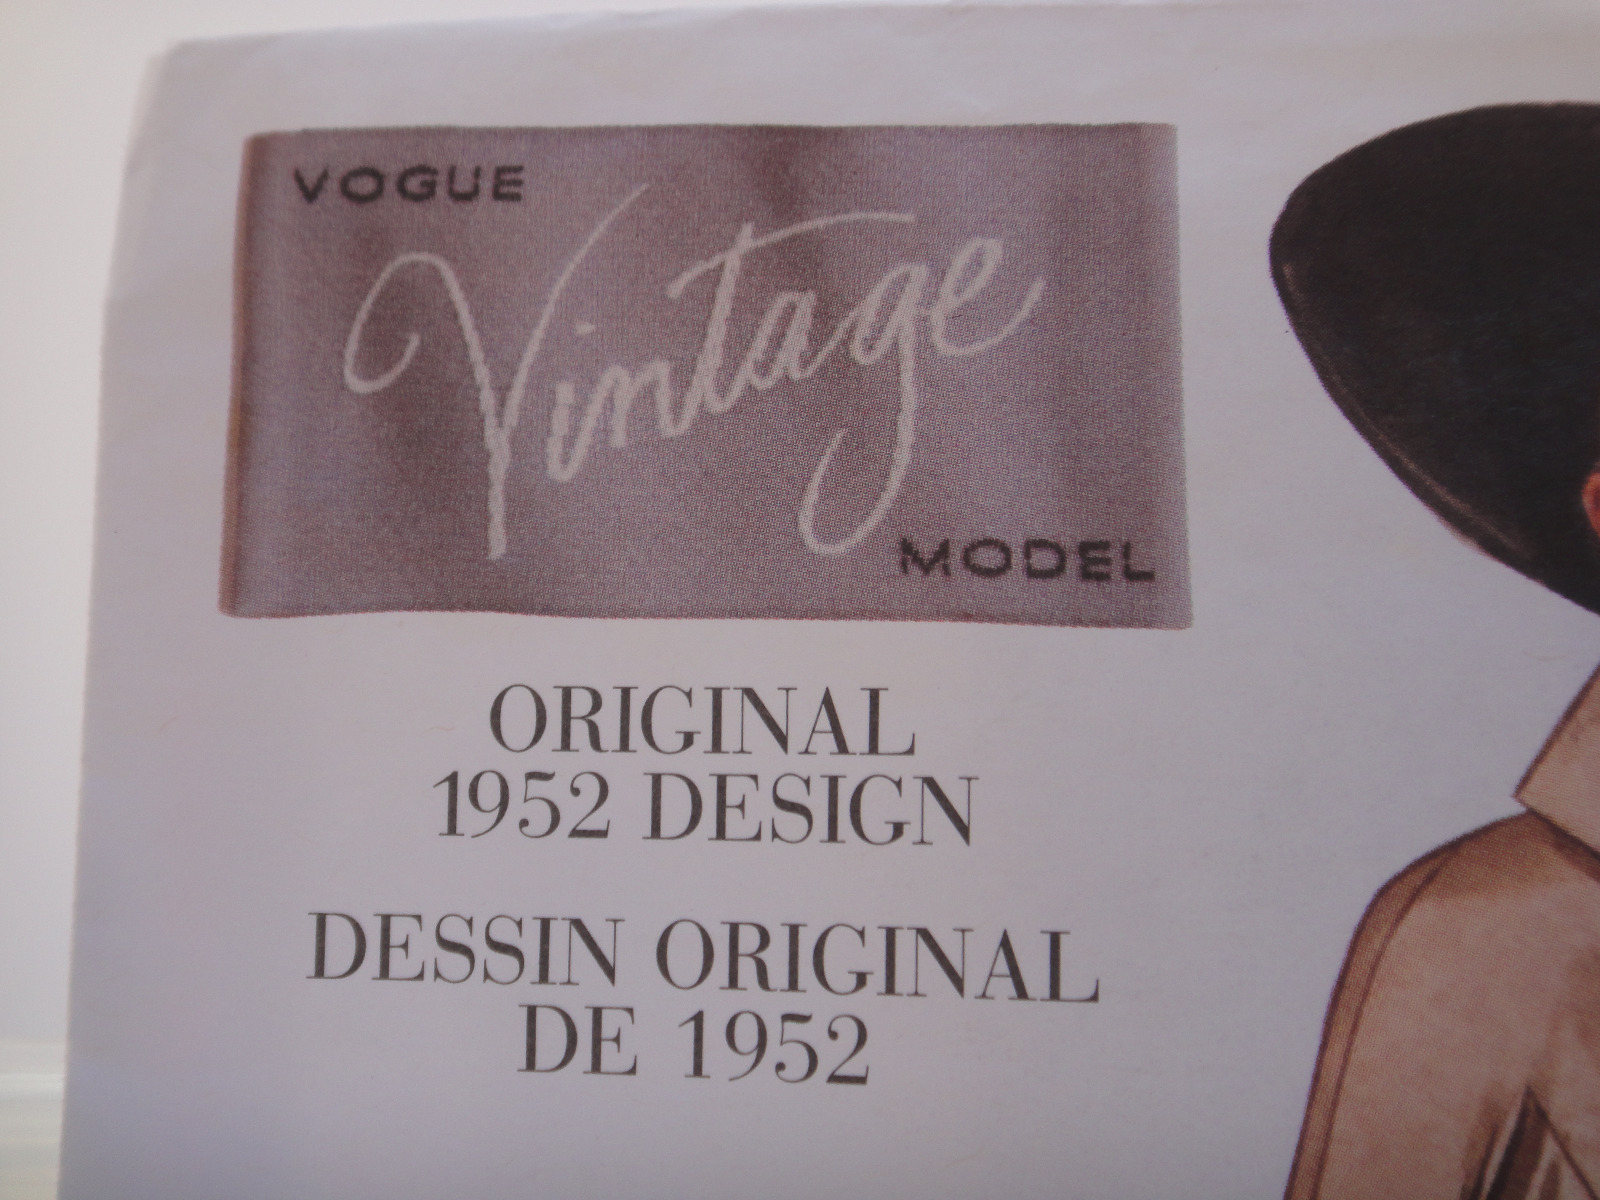 VOGUE
Vintage
MODEL
ORIGINAL
1952 DESIGN
DESSIN ORIGINAL
DE 1952